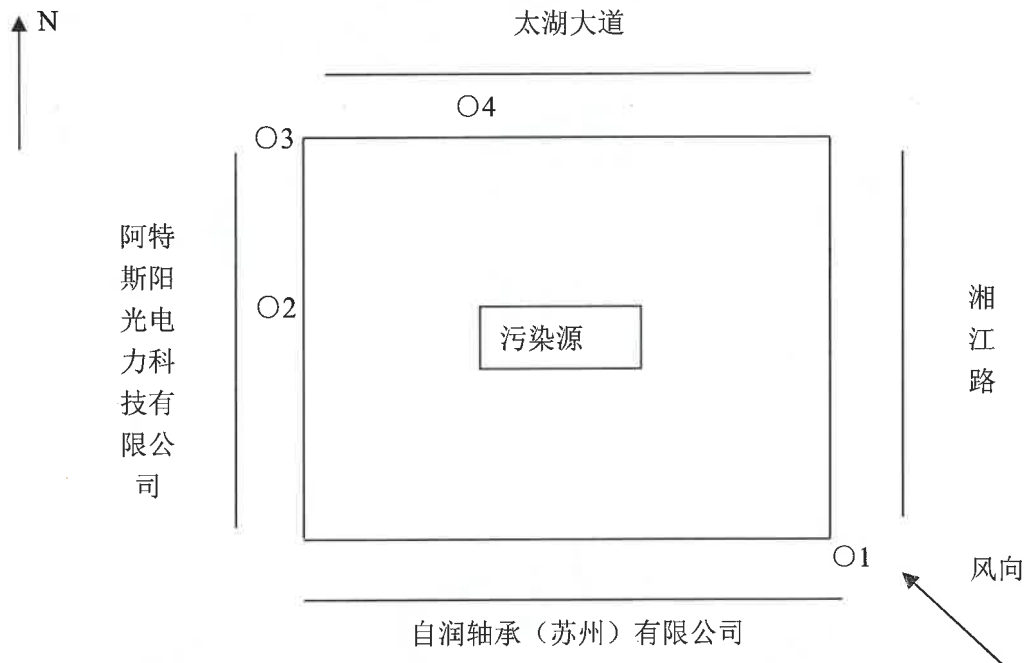 N
太湖大道
○4
○3
阿特
斯阳
光电
力科
技有
限公
司
○2
污染源
湘
江
路
○1
风向
自润轴承（苏州）有限公司